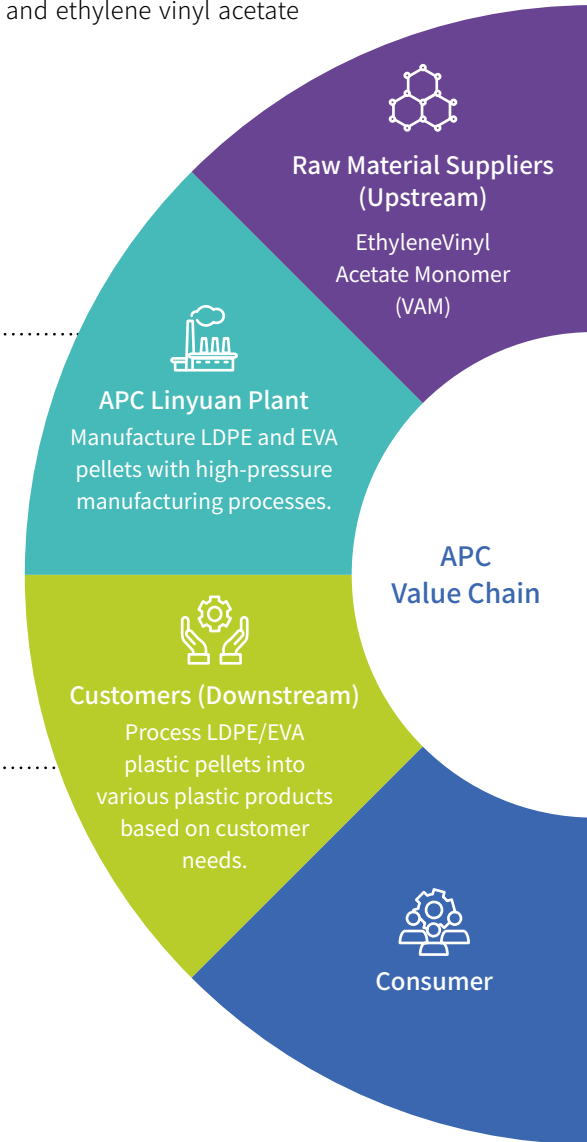 and ethylene vinyl acetate
Raw Material Suppliers
(Upstream)
EthyleneVinyl
Acetate Monomer
(VAM)
APC Linyuan Plant
Manufacture LDPE and EVA
pellets with high-pressure
manufacturing processes.
APC
Value Chain
Customers (Downstream)
Process LDPE/EVA
plastic pellets into
various plastic products
based on customer
needs.
Consumer